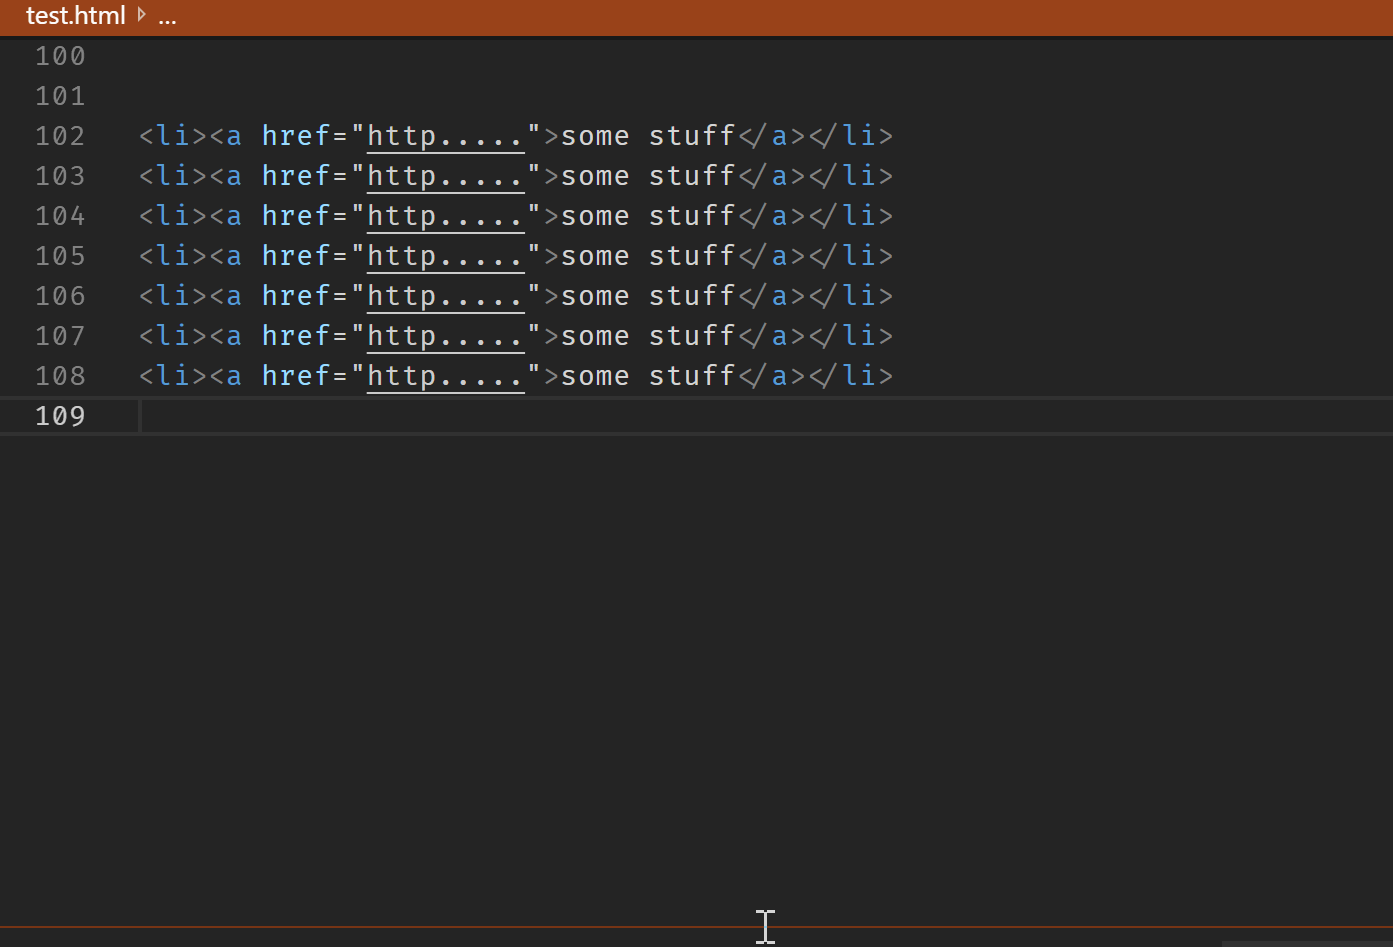 test.html ▹ ...
100
101
102 <li><a href="http.....">some stuff</a></li>
103 <li><a href="http.....">some stuff</a></li>
104 <li><a href="http.....">some stuff</a></li>
105 <li><a href="http.....">some stuff</a></li>
106 <li><a href="http.....">some stuff</a></li>
107 <li><a href="http.....">some stuff</a></li>
108 <li><a href="http.....">some stuff</a></li>
109